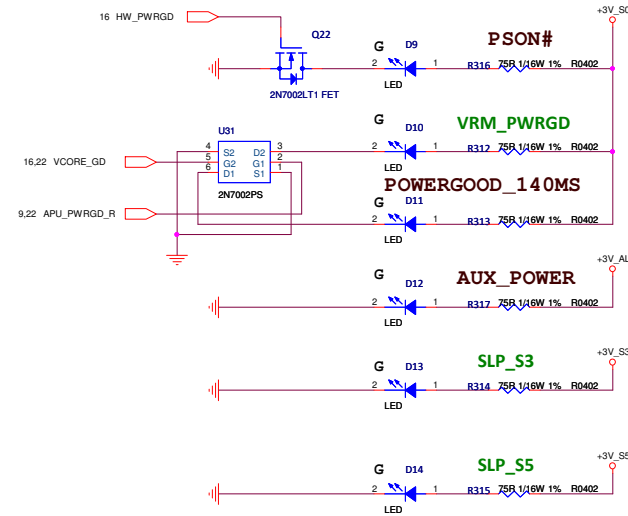 16 HW_PWRGD
+3V_S0
Q22
G D9 PSON#
2 1 R316 75R 1/16W 1% R0402
LED
2N7002LT1 FET
U31
G D10 VRM_PWRGD
4 S2 D2 3
2 1 R312 75R 1/16W 1% R0402
16,22 VCORE_GD
5 G2 G1 2
6 D1 S1 1
LED
2N7002PS
POWERGOOD_140MS
9,22 APU_PWRGD_R
G D11
2 1 R313 75R 1/16W 1% R0402
LED
+3V_AL
G D12 AUX_POWER
2 1 R317 75R 1/16W 1% R0402
LED
+3V_S3
G D13 SLP_S3
2 1 R314 75R 1/16W 1% R0402
LED
+3V_S5
G D14 SLP_S5
2 1 R315 75R 1/16W 1% R0402
LED